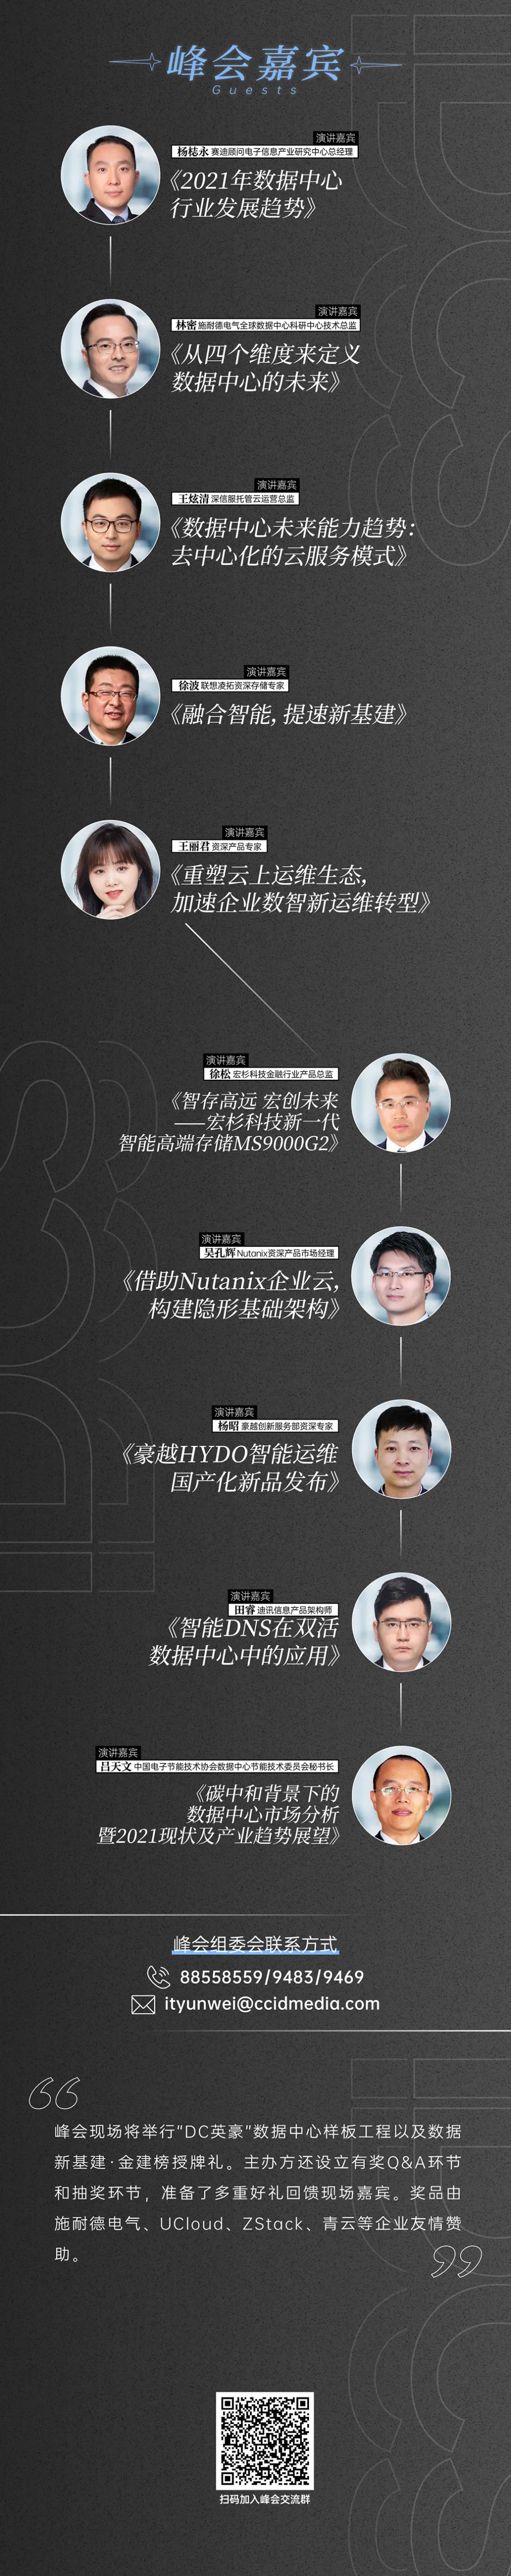 峰会嘉宾
Guests
演讲嘉宾
杨梽永 赛迪顾问电子信息产业研究中心总经理
《2021年数据中心
行业发展趋势》
演讲嘉宾
林密 施耐德电气全球数据中心科研中心技术总监
《从四个维度来定义
数据中心的未来》
演讲嘉宾
王炫清 深信服托管云运营总监
《数据中心未来能力趋势：
去中心化的云服务模式》
演讲嘉宾
徐波 联想凌拓资深存储专家
《融合智能，提速新基建》
演讲嘉宾
王丽君 资深产品专家
《重塑云上运维生态，
加速企业数智新运维转型》
演讲嘉宾
徐松 宏杉科技金融行业产品总监
《智存高远 宏创未来
——宏杉科技新一代
智能高端存储MS9000G2》
演讲嘉宾
吴孔辉 Nutanix资深产品市场经理
《借助Nutanix企业云，
构建隐形基础架构》
演讲嘉宾
杨昭 豪越创新服务部资深专家
《豪越HYDO智能运维
国产化新品发布》
演讲嘉宾
田睿 迪讯信息产品架构师
《智能DNS在双活
数据中心中的应用》
演讲嘉宾
吕天文 中国电子节能技术协会数据中心节能技术委员会秘书长
《碳中和背景下的
数据中心市场分析
暨2021现状及产业趋势展望》
峰会组委会联系方式
88558559/9483/9469
ityunwei@ccidmedia.com
峰会现场将举行"DC英豪"数据中心样板工程以及数据
新基建·金建榜授牌礼。主办方还设立有奖Q&A环节
和抽奖环节，准备了多重好礼回馈现场嘉宾。奖品由
施耐德电气、UCloud、ZStack、青云等企业友情赞
助。
扫码加入峰会交流群